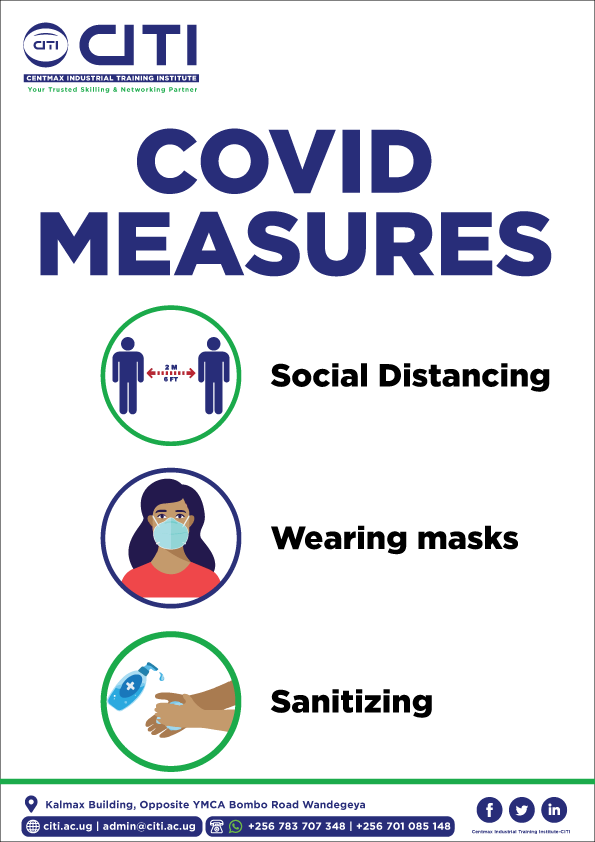 CITI
CITI
CENTMAX INDUSTRIAL TRAINING INSTITUTE
Your Trusted Skilling & Networking Partner
COVID
MEASURES
2 M
6 FT
Social Distancing
Wearing masks
Sanitizing
Kalmax Building, Opposite YMCA Bombo Road Wandegeya
citi.ac.ug | admin@citi.ac.ug
+256 783 707 348 | +256 701 085 148
Centmax Industrial Training Institute-CITI